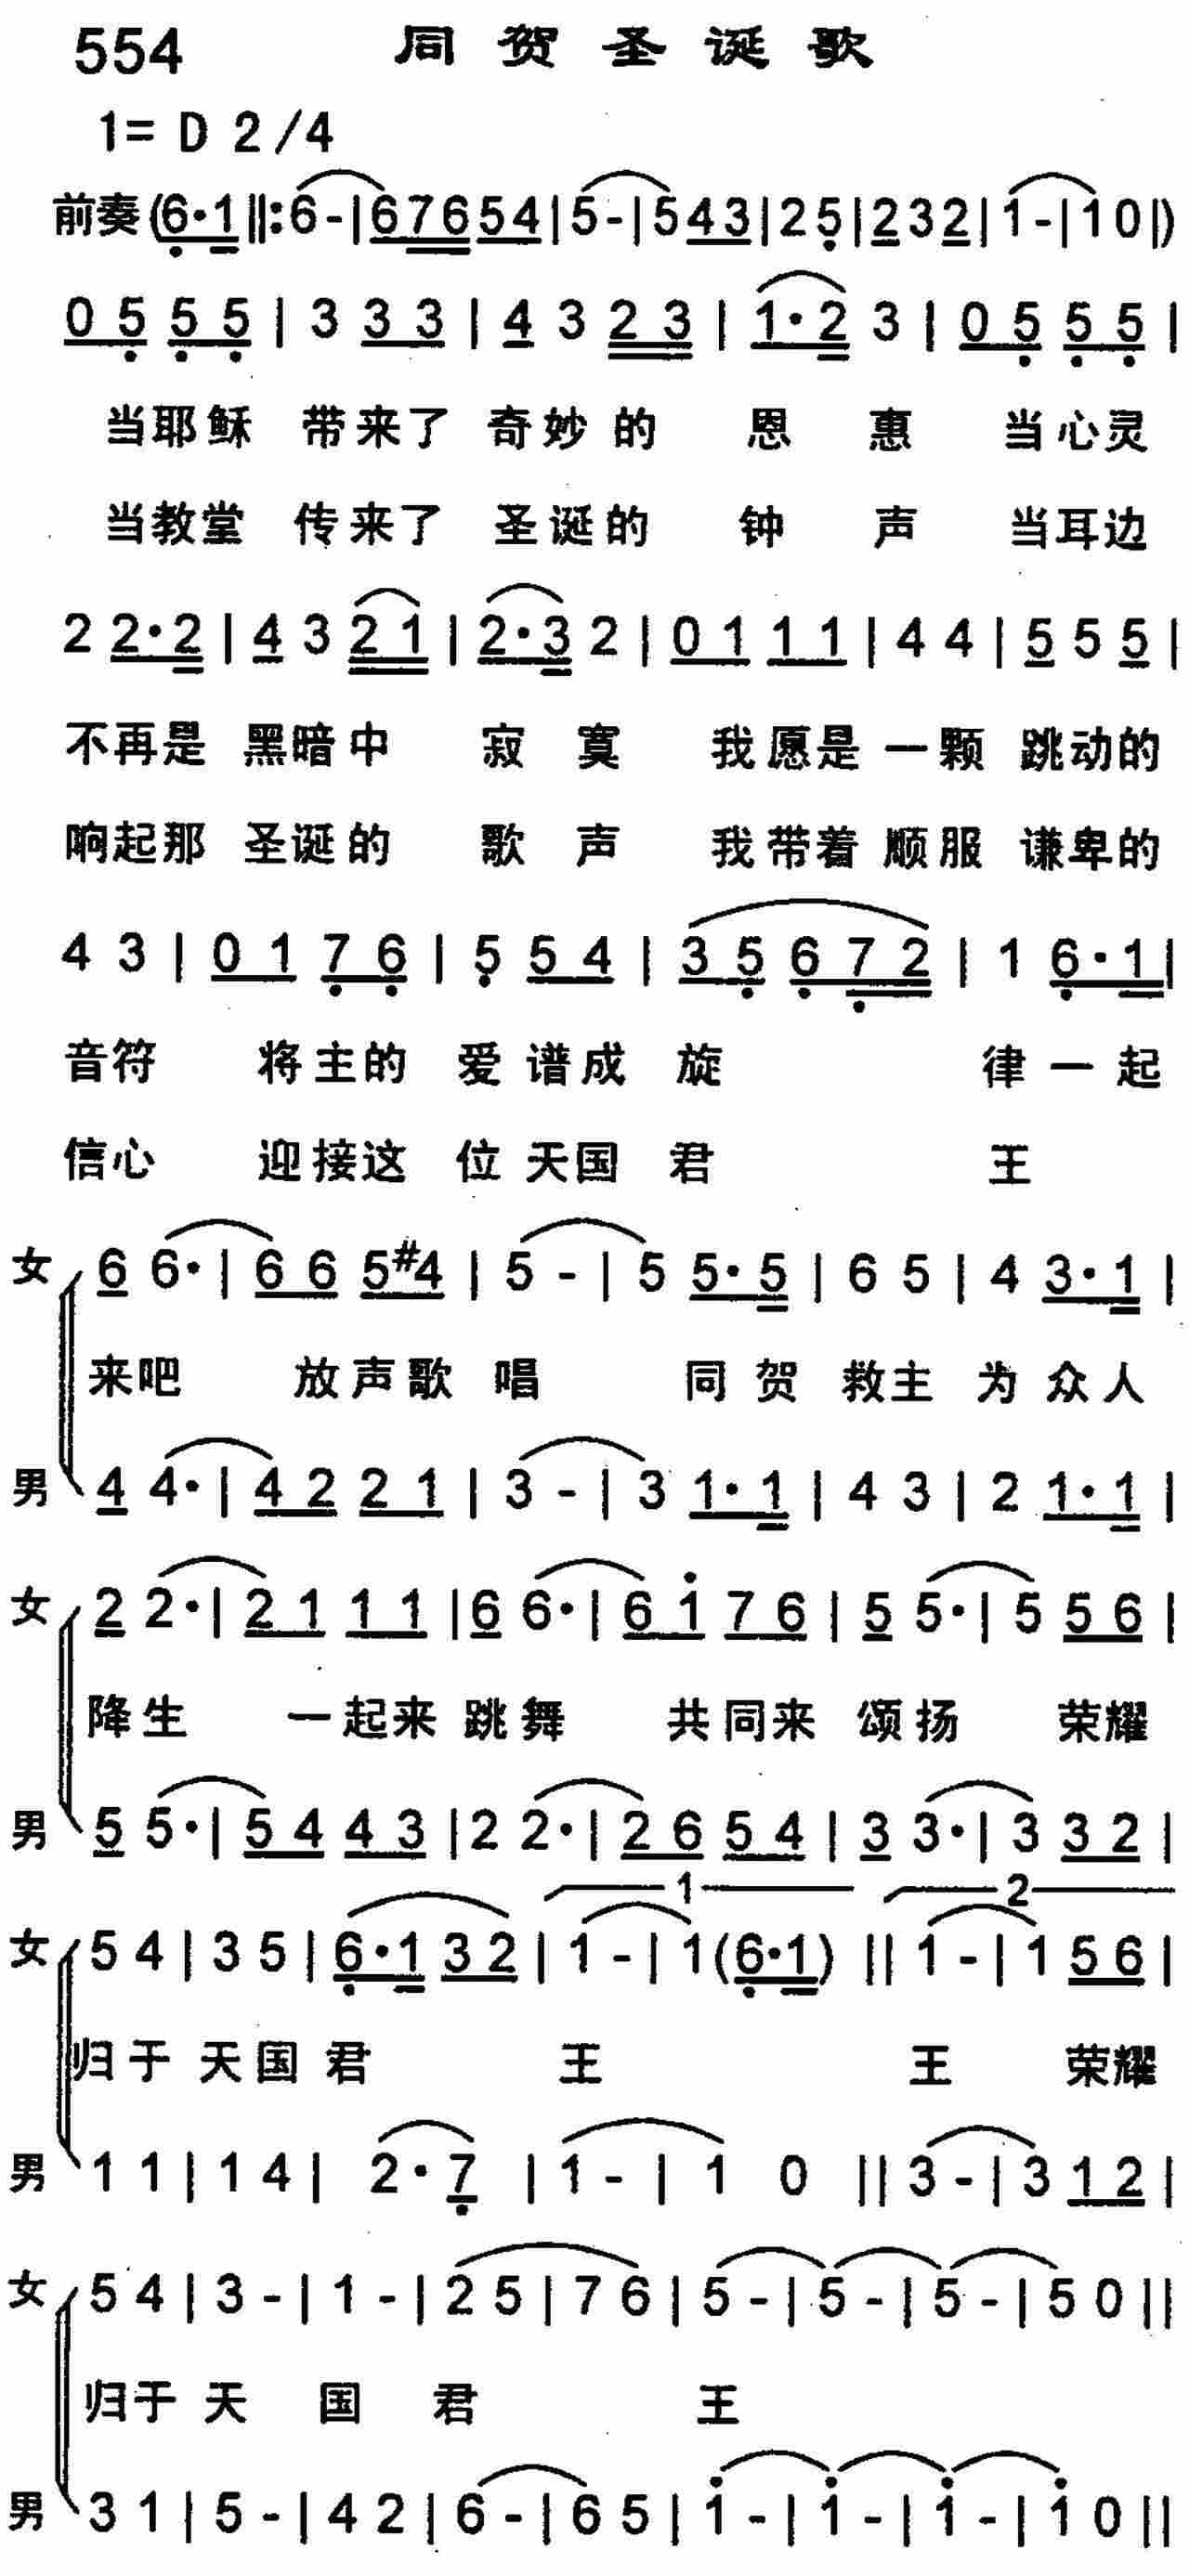 554 同贺圣诞歌
1= D 2/4
前奏(6·1‖:6-|67654|5-|543|25|232|1-|10|)
0 5 5 5 | 3 3 3 | 4 3 2 3 | 1·2 3 | 0 5 5 5 |
当耶稣 带来了 奇妙的 恩 惠 当心灵
当教堂 传来了 圣诞的 钟 声 当耳边
2 2·2 | 4 3 2 1 | 2·3 2 | 0 1 1 1 | 4 4 | 5 5 5 |
不再是 黑暗中 寂 寞 我愿是 一颗 跳动的
响起那 圣诞的 歌 声 我带着 顺服 谦卑的
4 3 | 0 1 7 6 | 5 5 4 | 3 5 6 7 2 | 1 6·1 |
音符 将主的 爱 谱成 旋 律 一起
信心 迎接这 位 天国 君 王
女 6 6·| 6 6 5 #4 | 5 - | 5 5·5 | 6 5 | 4 3·1 |
来吧 放声歌 唱 同贺 救主 为众人
男 4 4·| 4 2 2 1 | 3 - | 3 1·1 | 4 3 | 2 1·1 |
女 2 2·| 2 1 1 1 | 6 6·| 6 1 7 6 | 5 5·| 5 5 6 |
降生 一起来 跳舞 共同来 颂扬 荣耀
男 5 5·| 5 4 4 3 | 2 2·| 2 6 5 4 | 3 3·| 3 3 2 |
1 2
女 5 4 | 3 5 | 6·1 3 2 | 1 - | 1 (6·1) ‖ 1 - | 1 5 6 |
归于 天国 君 王 王 荣耀
男 1 1 | 1 4 | 2·7 | 1 - | 1 0 ‖ 3 - | 3 1 2 |
女 5 4 | 3 - | 1 - | 2 5 | 7 6 | 5 - | 5 - | 5 - | 5 0 ‖
归于 天 国 君 王
男 3 1 | 5 - | 4 2 | 6 - | 6 5 | 1 - | 1 - | 1 - | 1 0 ‖